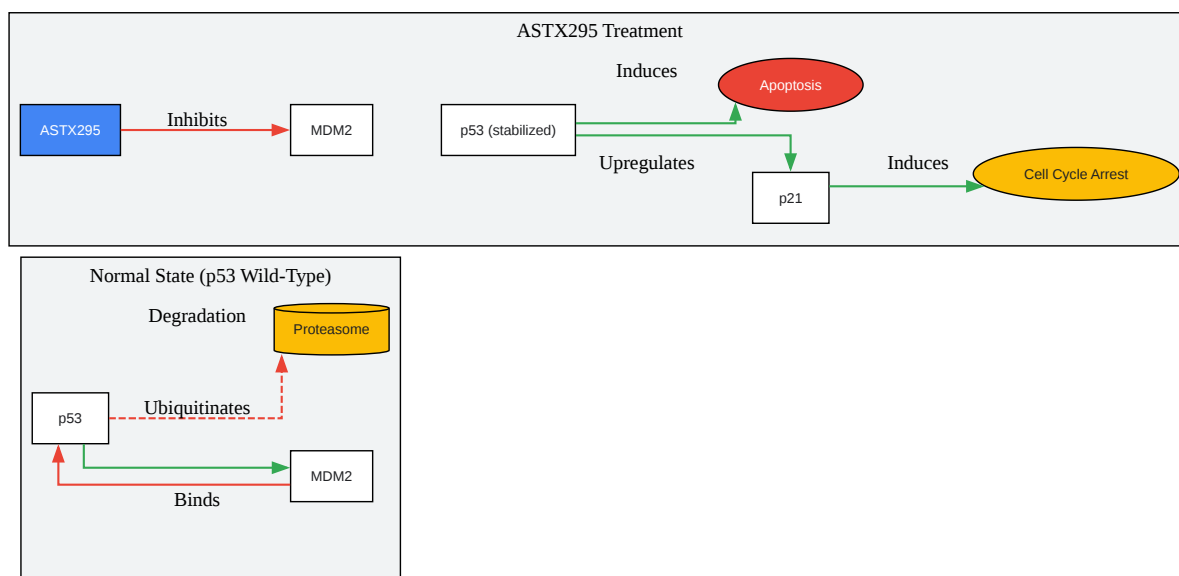 ASTX295 Treatment
Induces
Apoptosis
ASTX295
Inhibits
MDM2
p53 (stabilized)
Upregulates
Induces
Cell Cycle Arrest
p21
Normal State (p53 Wild-Type)
Degradation
Proteasome
p53
Ubiquitinates
MDM2
Binds